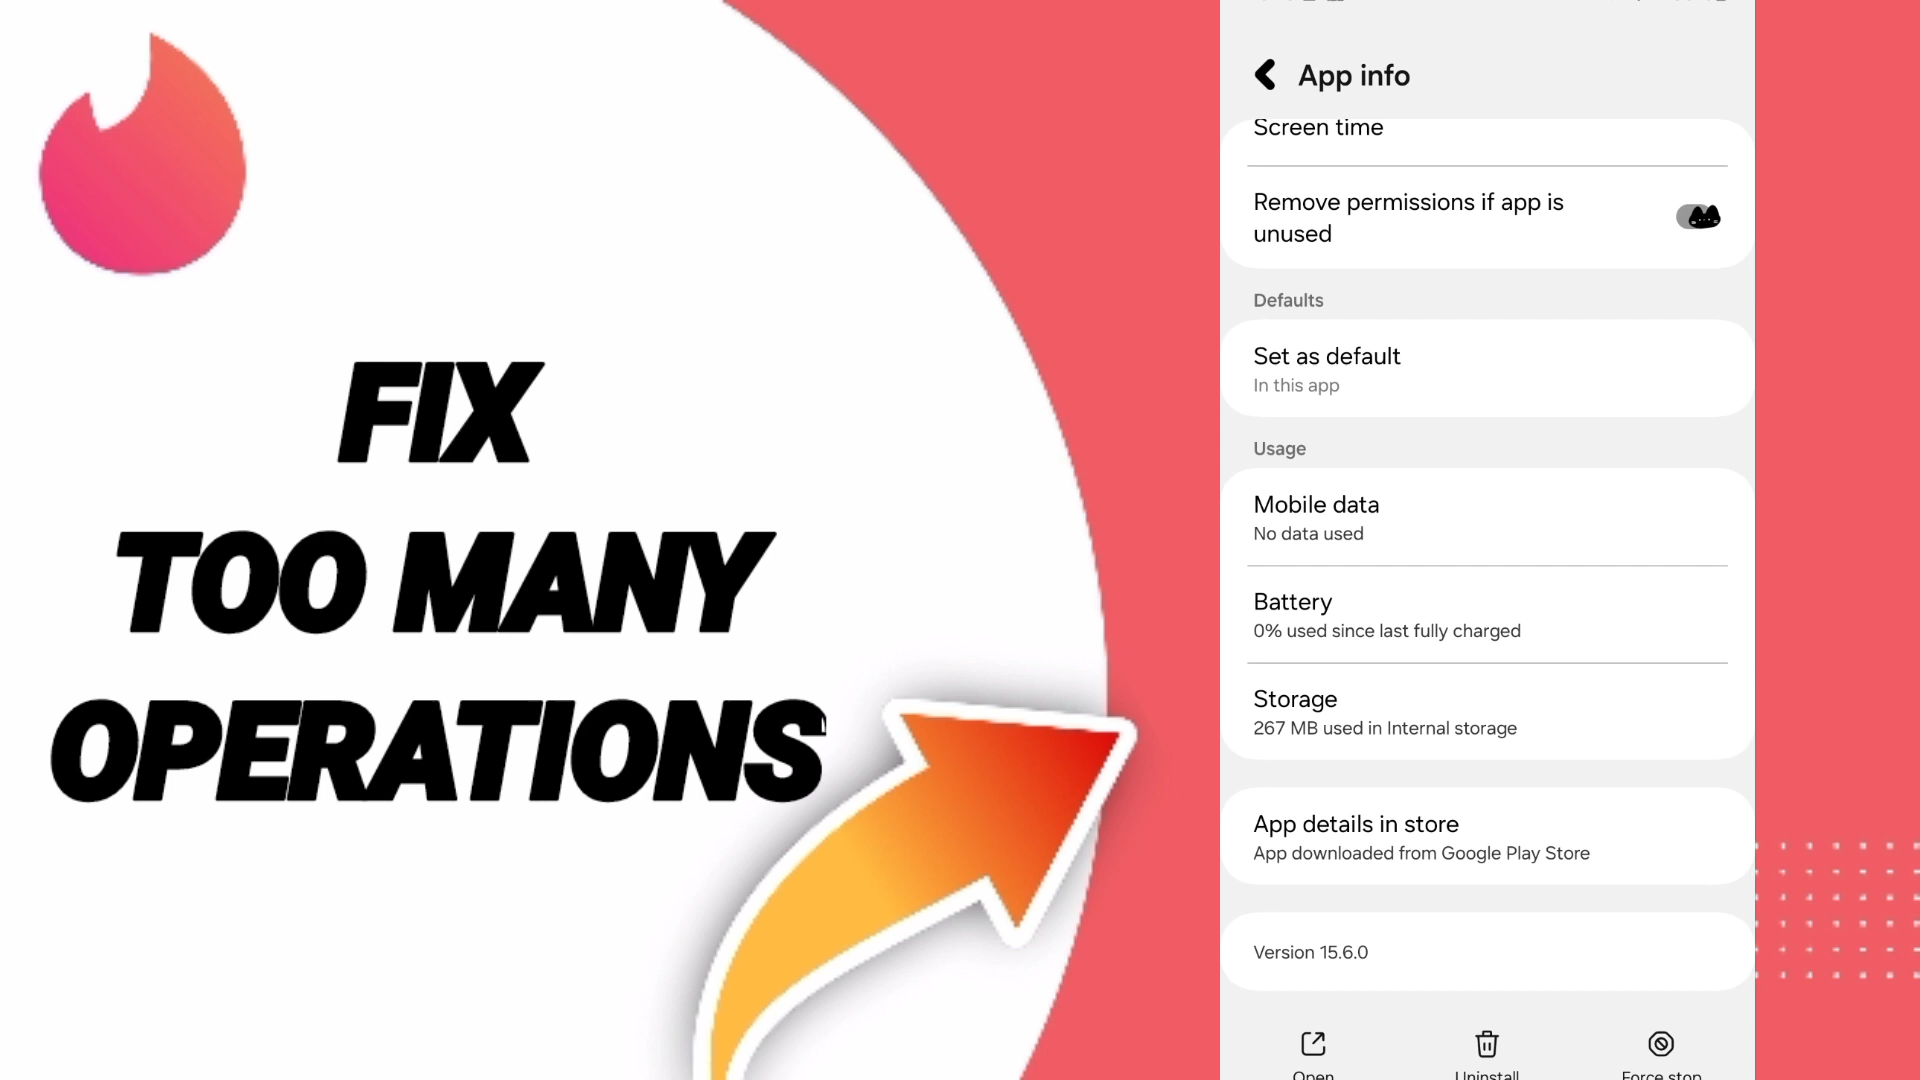 FIX
TOO MANY
OPERATIONS
App info
Screen time
Remove permissions if app is
unused
Defaults
Set as default
In this app
Usage
Mobile data
No data used
Battery
0% used since last fully charged
Storage
267 MB used in Internal storage
App details in store
App downloaded from Google Play Store
Version 15.6.0
Open
Uninstall
Force stop